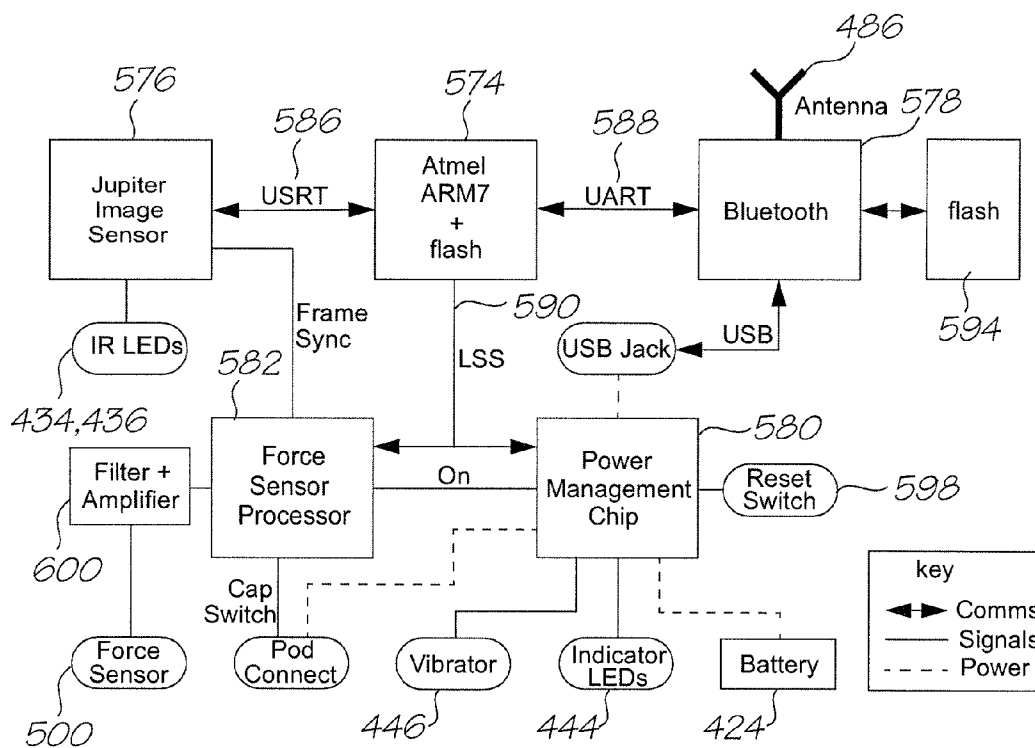 486
576
574
Antenna
578
586
588
Jupiter
Image
Sensor
USRT
Atmel
ARM7
+
flash
UART
Bluetooth
flash
590
594
Frame
Sync
IR LEDs
USB Jack
USB
LSS
582
434,436
580
Filter +
Amplifier
Force
Sensor
Processor
On
Power
Management
Chip
Reset
Switch
598
600
Cap
Switch
key
Comms
Signals
Power
Force
Sensor
Pod
Connect
Vibrator
Indicator
LEDs
Battery
500
446
444
424